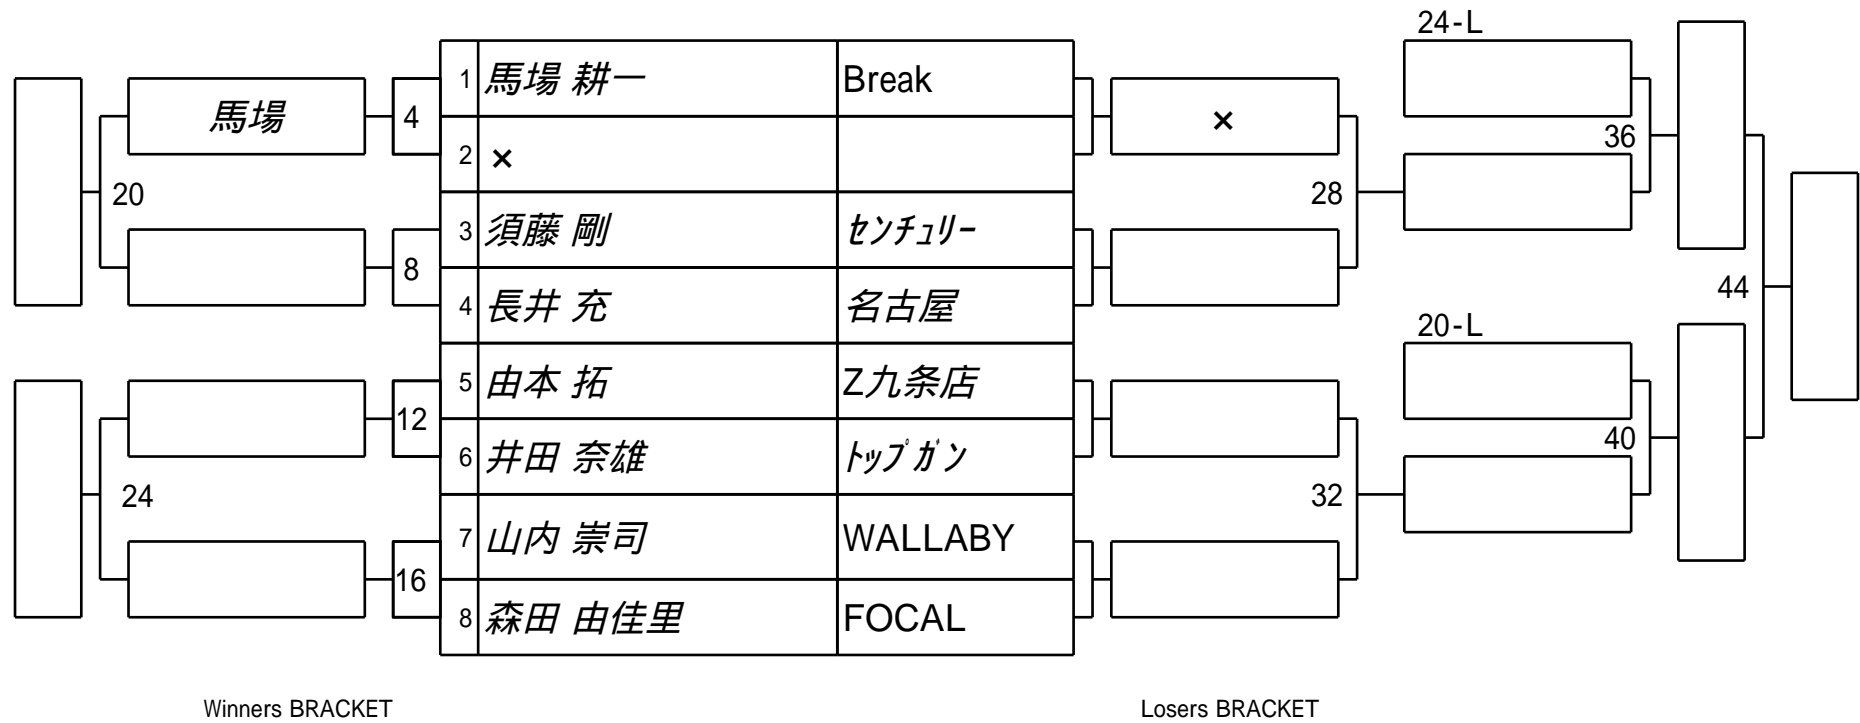 24-L
1 馬場 耕一 Break
馬場 4 × 36
2 ×
20 28
3 須藤 剛 ｾﾝﾁｭﾘｰ
8
4 長井 充 名古屋 44
20-L
5 由本 拓 Z九条店
12 40
6 井田 奈雄 ﾄｯﾌﾟｶﾞﾝ
24 32
7 山内 崇司 WALLABY
16
8 森田 由佳里 FOCAL
Winners BRACKET Losers BRACKET